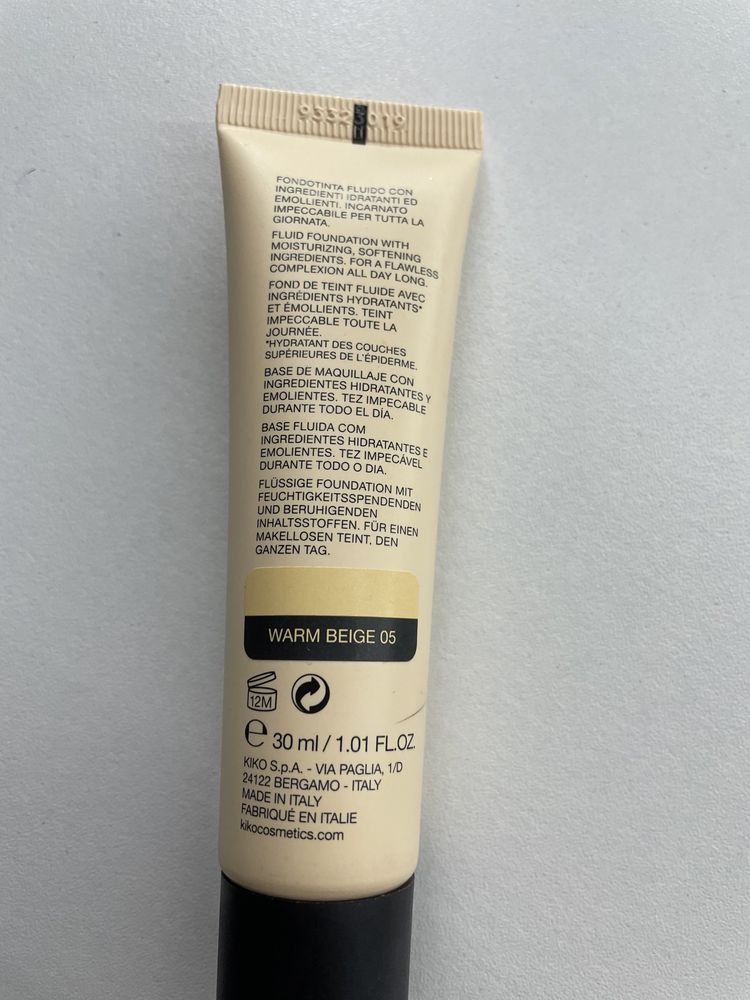 FONDOTINTA FLUIDO CON
INGREDIENTI IDRATANTI ED
EMOLLIENTI. INCARNATO
IMPECCABILE PER TUTTA LA
GIORNATA.
FLUID FOUNDATION WITH
MOISTURIZING, SOFTENING
INGREDIENTS. FOR A FLAWLESS
COMPLEXION ALL DAY LONG.
FOND DE TEINT FLUIDE AVEC
INGRÉDIENTS HYDRATANTS*
ET ÉMOLLIENTS. TEINT
IMPECCABLE TOUTE LA
JOURNÉE.
*HYDRATANT DES COUCHES
SUPÉRIEURES DE L'ÉPIDERME.
BASE DE MAQUILLAJE CON
INGREDIENTES HIDRATANTES Y
EMOLIENTES. TEZ IMPECABLE
DURANTE TODO EL DÍA.
BASE FLUIDA COM
INGREDIENTES HIDRATANTES E
EMOLIENTES. TEZ IMPECÁVEL
DURANTE TODO O DIA.
FLÜSSIGE FOUNDATION MIT
FEUCHTIGKEITSSPENDENDEN
UND BERUHIGENDEN
INHALTSSTOFFEN. FÜR EINEN
MAKELLOSEN TEINT, DEN
GANZEN TAG.
WARM BEIGE 05
12M
e 30 ml / 1.01 FL.OZ.
KIKO S.p.A. - VIA PAGLIA, 1/D
24122 BERGAMO - ITALY
MADE IN ITALY
FABRIQUÉ EN ITALIE
kikocosmetics.com